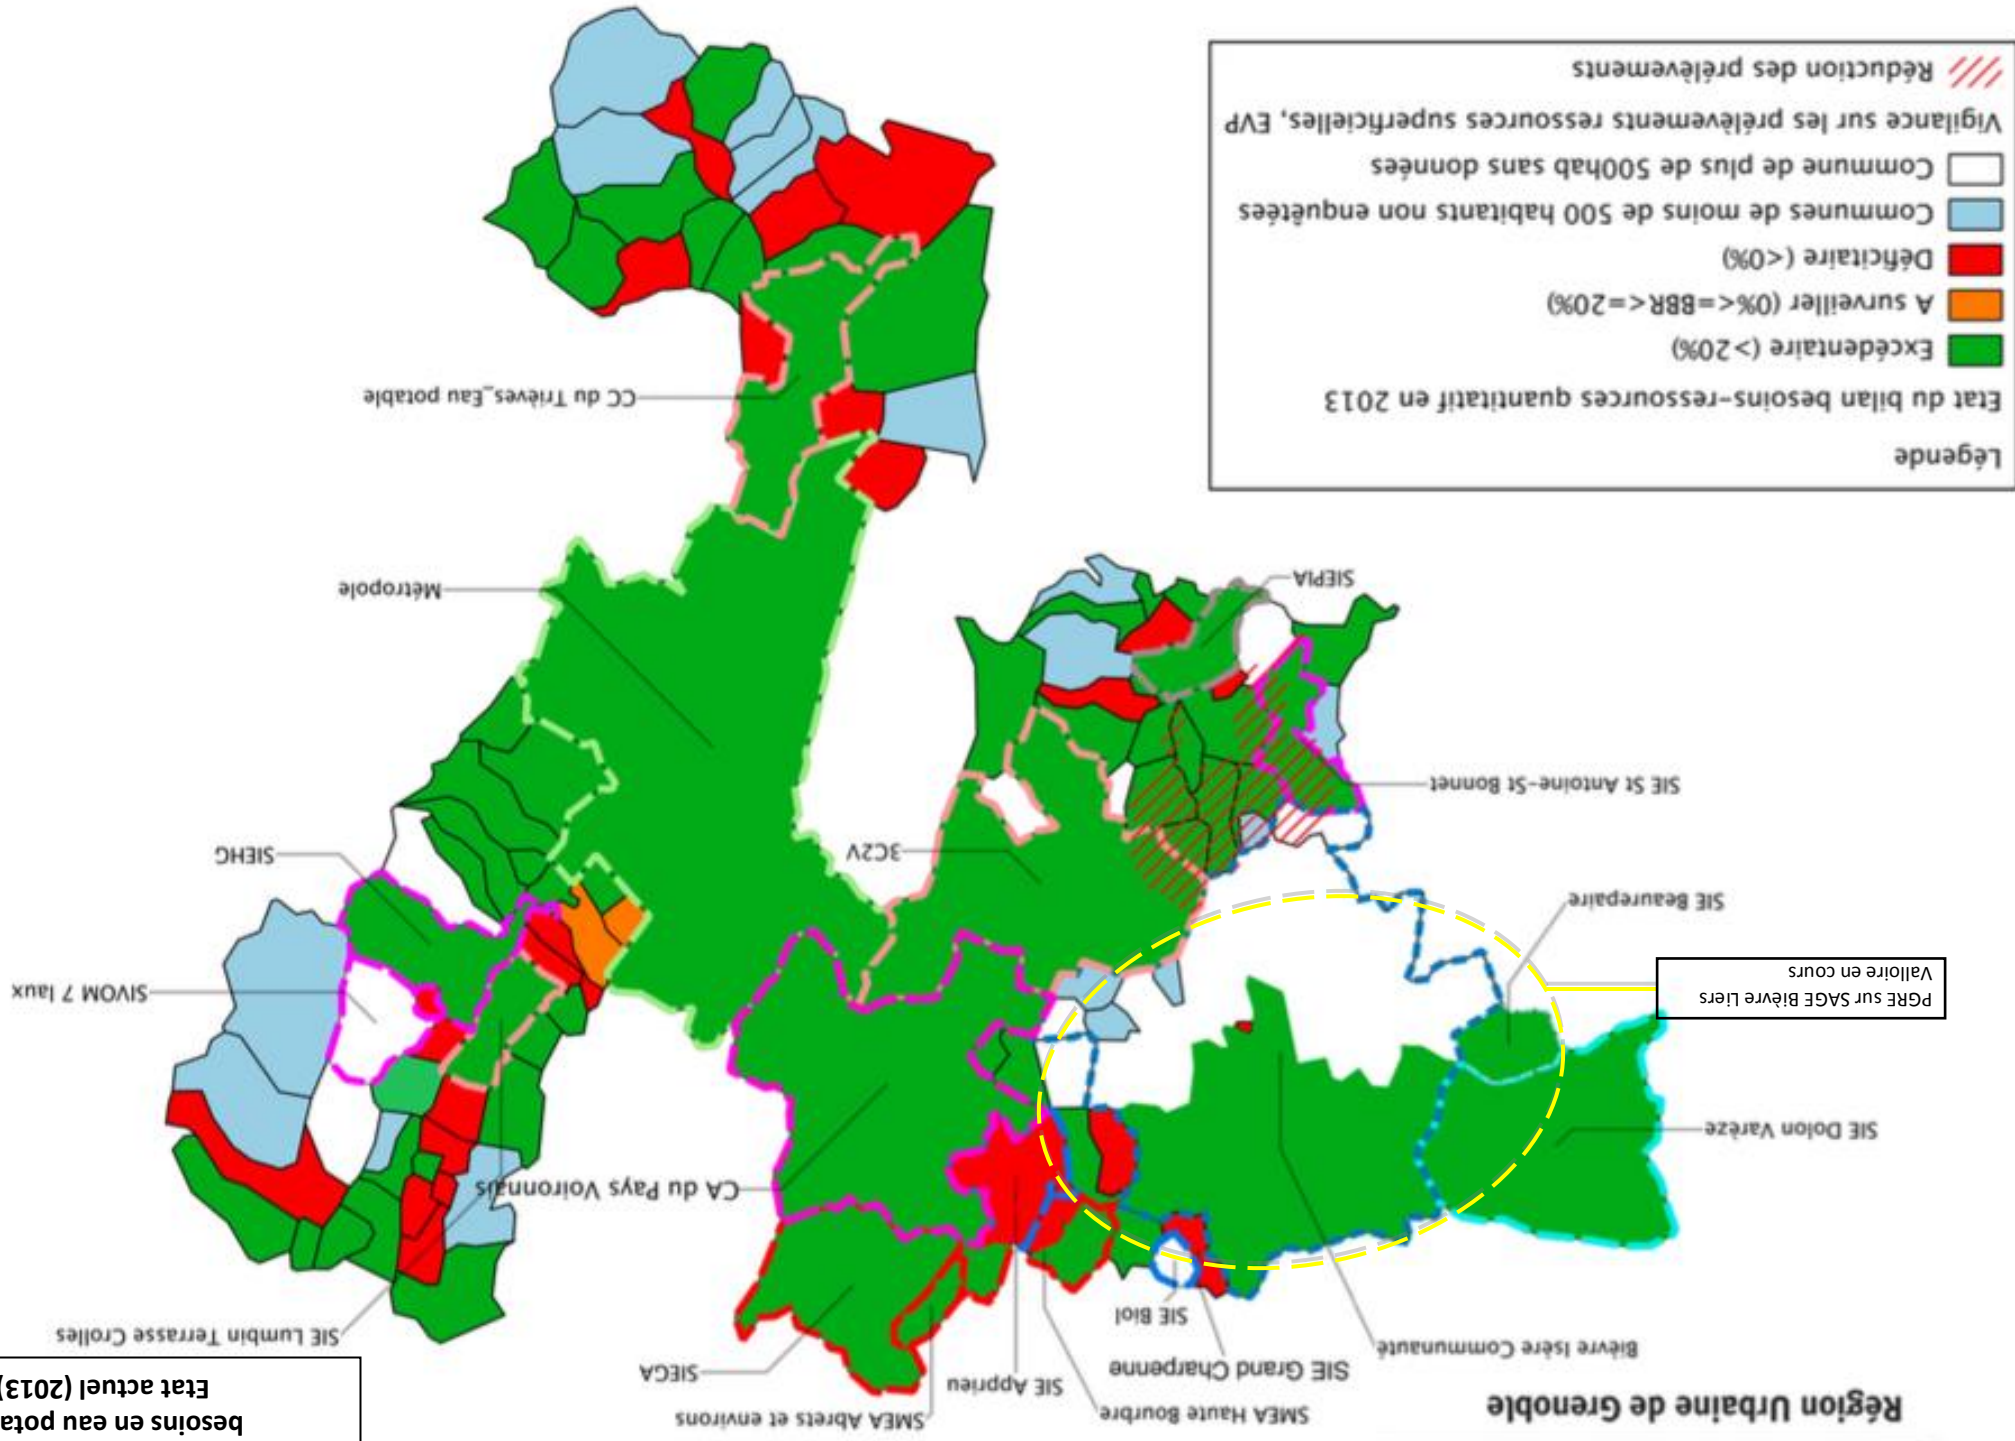 Région Urbaine de Grenoble
besoins en eau
Etat actuel (2013)
SMEA Haute Bourbre
SMEA Abrets et environs
SIE Apprieu
SIE Grand Charpenne
SIEGA
Bièvre Isère Communauté
SIE Biol
SIE Lumbin Terrasse Crolles
CA du Pays Voironnais
SIE Dolon Varèze
PGRE sur SAGE Bièvre Liers
Valloire en cours
SIVOM 7 laux
SIE Beaurepaire
SIEHG
3C2V
SIE St Antoine-St Bonnet
Métropole
SIEPIA
CC du Trièves_Eau potable
Légende
Etat du bilan besoins-ressources quantitatif en 2013
Excédentaire (>20%)
A surveiller (0%<=BBR<=20%)
Déficitaire (<0%)
Communes de moins de 500 habitants non enquêtées
Commune de plus de 500hab sans données
Vigilance sur les prélèvements ressources superficielles, EVP
Réduction des prélèvements